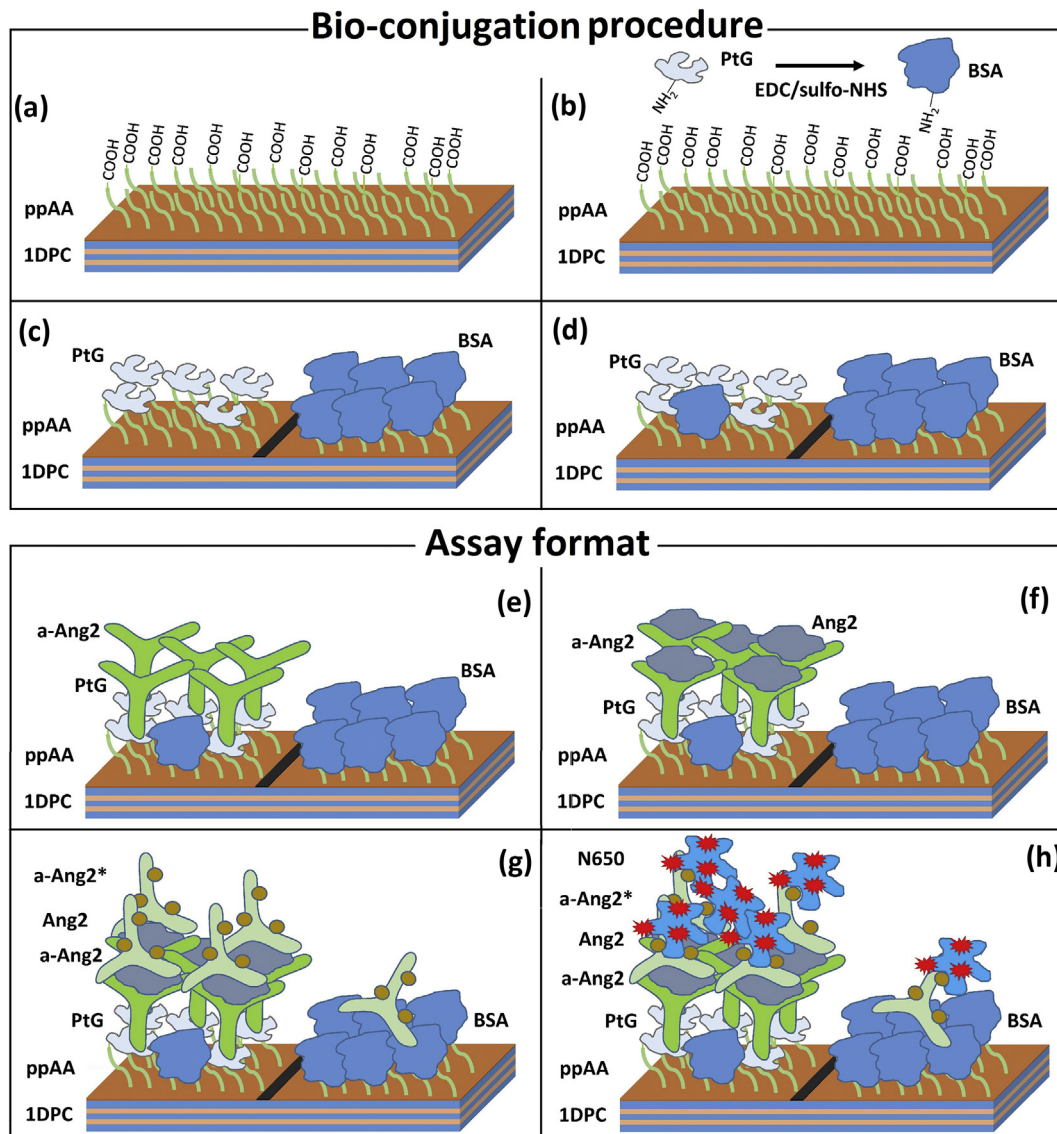 Bio-conjugation procedure
(a)
COOH
COOH
COOH
COOH
COOH
COOH
COOH
COOH
COOH
COOH
COOH
COOH
ppAA
1DPC
(b)
PtG
EDC/sulfo-NHS
BSA
NH2
NH2
COOH
COOH
COOH
COOH
COOH
COOH
COOH
COOH
COOH
COOH
COOH
COOH
ppAA
1DPC
(c)
PtG
BSA
ppAA
1DPC
(d)
PtG
BSA
ppAA
1DPC
Assay format
(e)
a-Ang2
PtG
BSA
ppAA
1DPC
(f)
Ang2
a-Ang2
PtG
BSA
ppAA
1DPC
(g)
a-Ang2*
Ang2
a-Ang2
PtG
BSA
ppAA
1DPC
(h)
N650
a-Ang2*
Ang2
a-Ang2
PtG
BSA
ppAA
1DPC